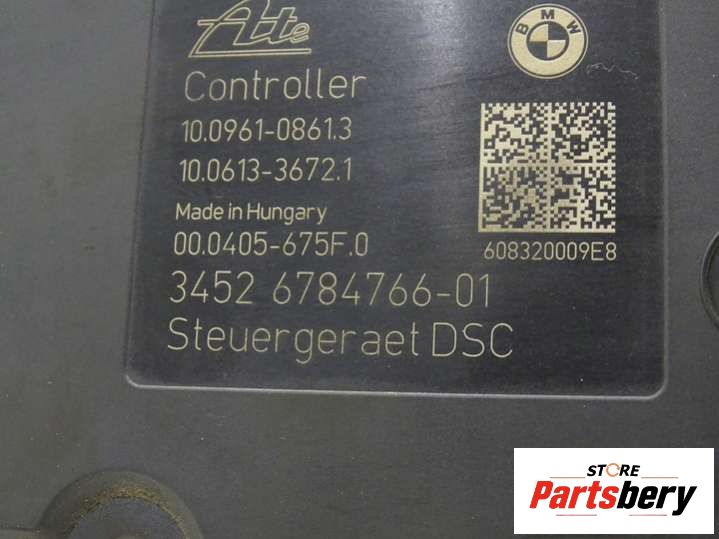 Ate
BMW
Controller
10.0961-0861.3
10.0613-3672.1
Made in Hungary
00.0405-675F.0
608320009E8
3452 6784766-01
Steuergeraet DSC
STORE
Partsbery